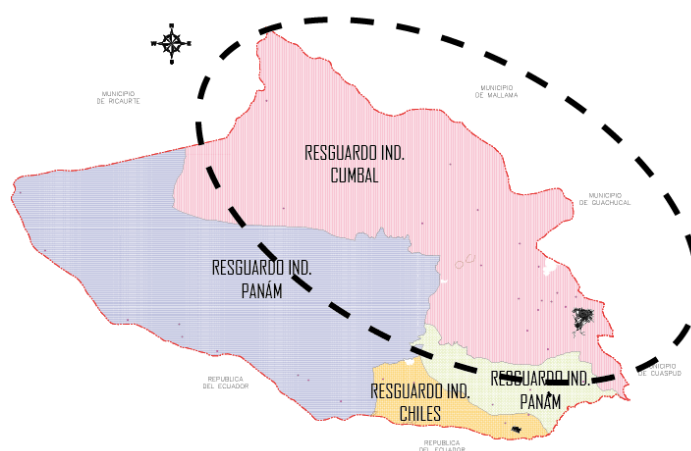 MUNICIPIO
DE RICAURTE
MUNICIPIO
DE MALLAMA
RESGUARDO IND.
CUMBAL
MUNICIPIO
DE GUACHUCAL
RESGUARDO IND.
PANÁM
REPUBLICA
DEL ECUADOR
RESGUARDO IND.
CHILES
RESGUARDO IND.
PANÁM
MUNICIPIO
DE CUASPUD
REPUBLICA
DEL ECUADOR